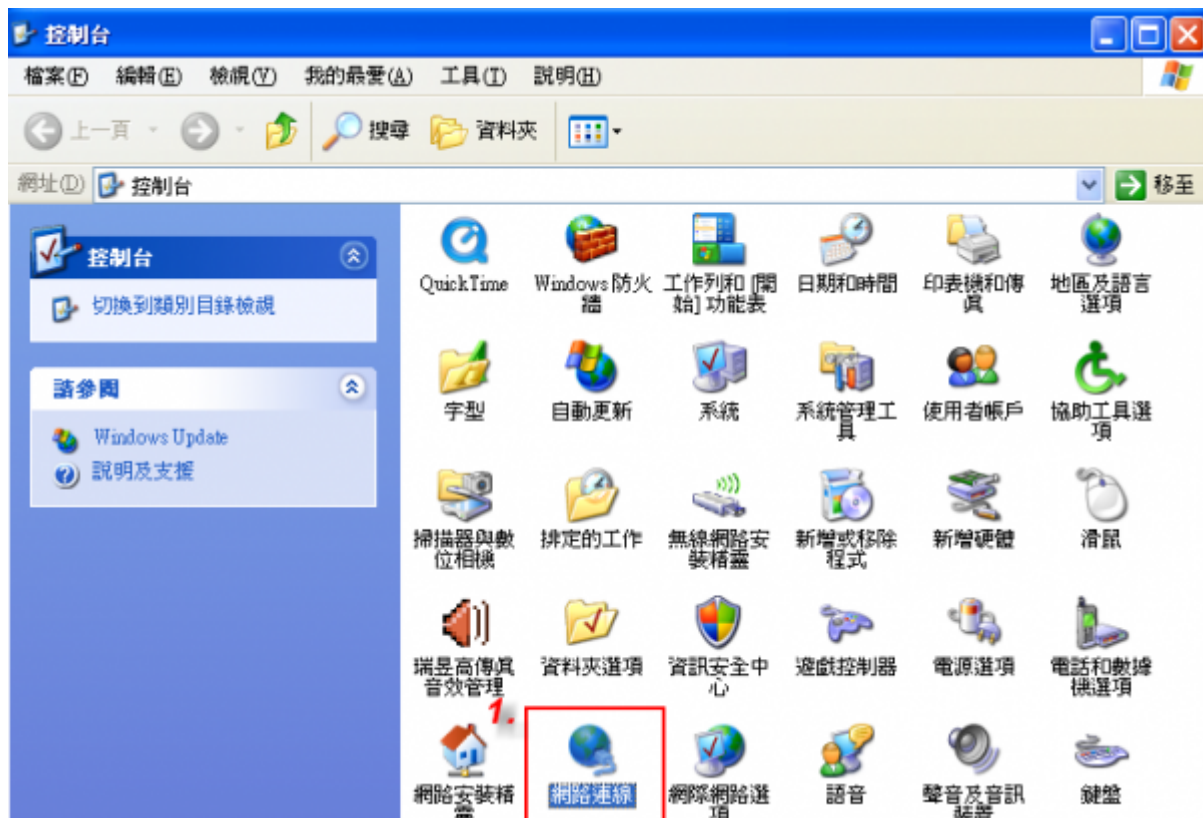 控制台
檔案(F) 編輯(E) 檢視(V) 我的最愛(A) 工具(T) 說明(H)
上一頁 搜尋 資料夾
網址(D) 控制台 移至
控制台
切換到類別目錄檢視
請參閱
Windows Update
說明及支援
QuickTime Windows 防火 工作列和 [開 日期和時間 印表機和傳 地區及語言
牆 始] 功能表 真 選項
字型 自動更新 系統 系統管理工 使用者帳戶 協助工具選
具 項
掃描器與數 排定的工作 無線網路安 新增或移除 新增硬體 滑鼠
位相機 裝精靈 程式
瑞昱高傳真 資料夾選項 資訊安全中 遊戲控制器 電源選項 電話和數據
音效管理 心 機選項
1.
網路安裝精 網路連線 網際網路選 語音 聲音及音訊 鍵盤
靈 項 裝置